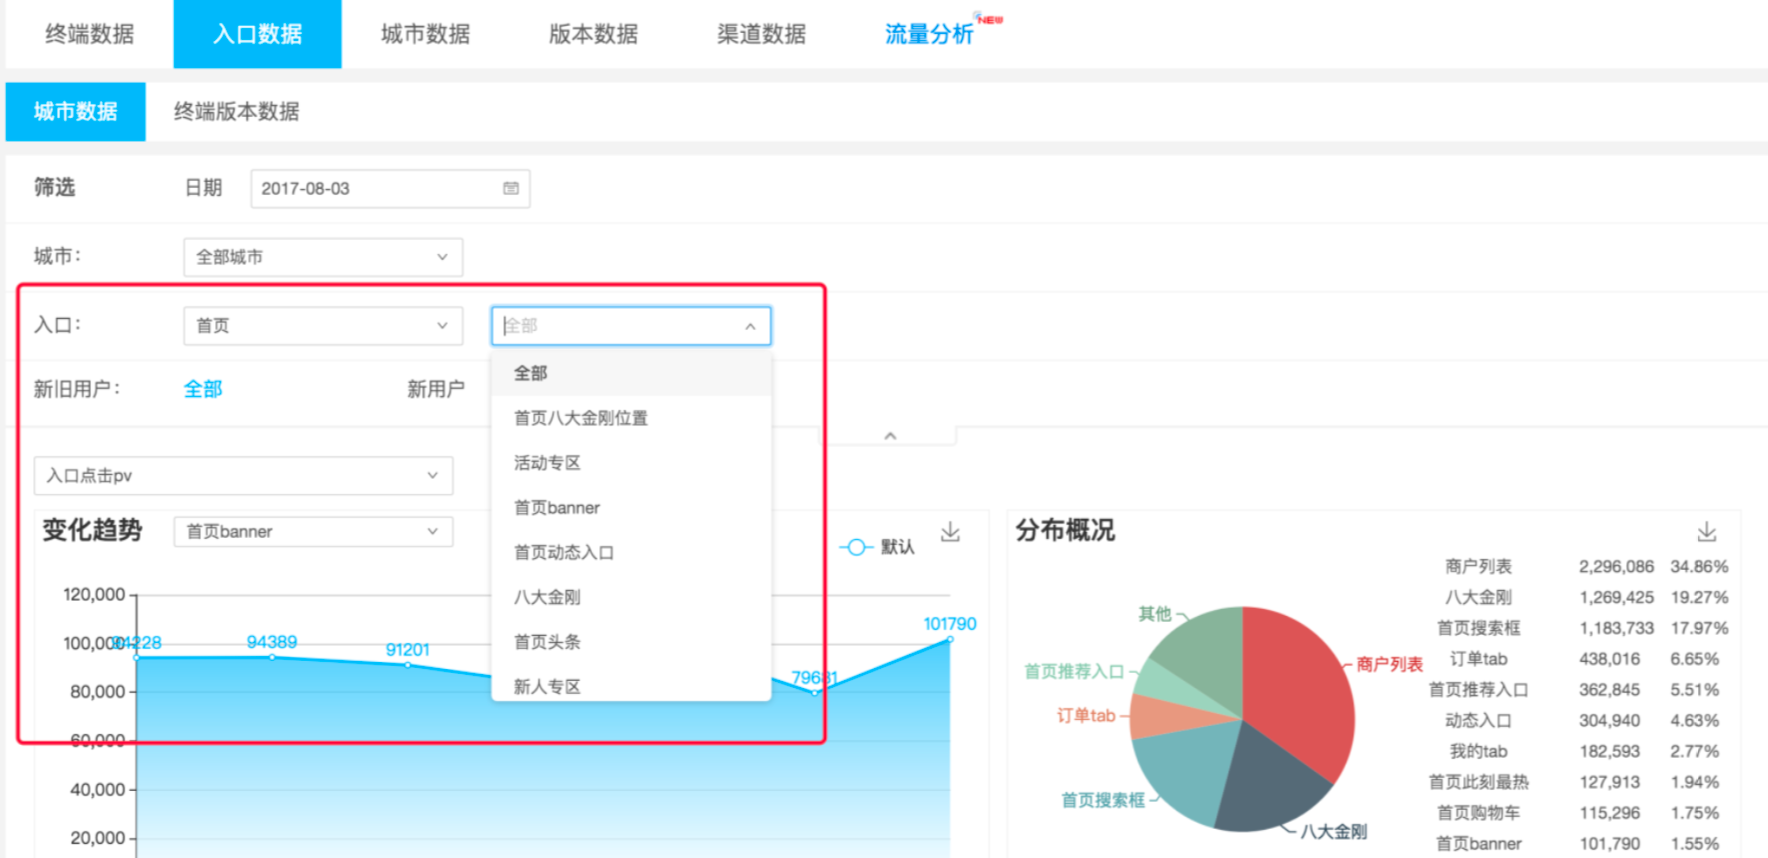 终端数据 入口数据 城市数据 版本数据 渠道数据 流量分析 NEW
城市数据 终端版本数据
筛选 日期 2017-08-03
城市： 全部城市
入口： 首页 全部
新旧用户： 全部 新用户
全部
首页八大金刚位置
活动专区
首页banner
首页动态入口
八大金刚
首页头条
新人专区
入口点击pv
变化趋势 首页banner
默认
120,000
100,000
80,000
60,000
40,000
20,000
94228
94389
91201
79681
101790
分布概况
其他
首页推荐入口
订单tab
首页搜索框
八大金刚
商户列表
商户列表 2,296,086 34.86%
八大金刚 1,269,425 19.27%
首页搜索框 1,183,733 17.97%
订单tab 438,016 6.65%
首页推荐入口 362,845 5.51%
动态入口 304,940 4.63%
我的tab 182,593 2.77%
首页此刻最热 127,913 1.94%
首页购物车 115,296 1.75%
首页banner 101,790 1.55%